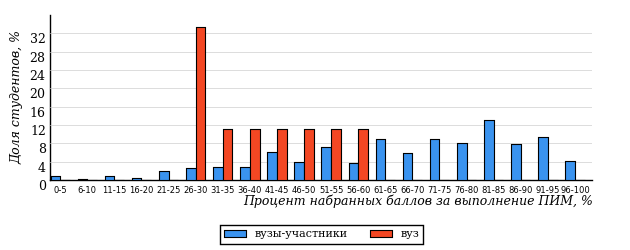 Доля студентов, %
32
28
24
20
16
12
8
4
0
0-5 6-10 11-15 16-20 21-25 26-30 31-35 36-40 41-45 46-50 51-55 56-60 61-65 66-70 71-75 76-80 81-85 86-90 91-95 96-100
Процент набранных баллов за выполнение ПИМ, %
вузы-участники вуз